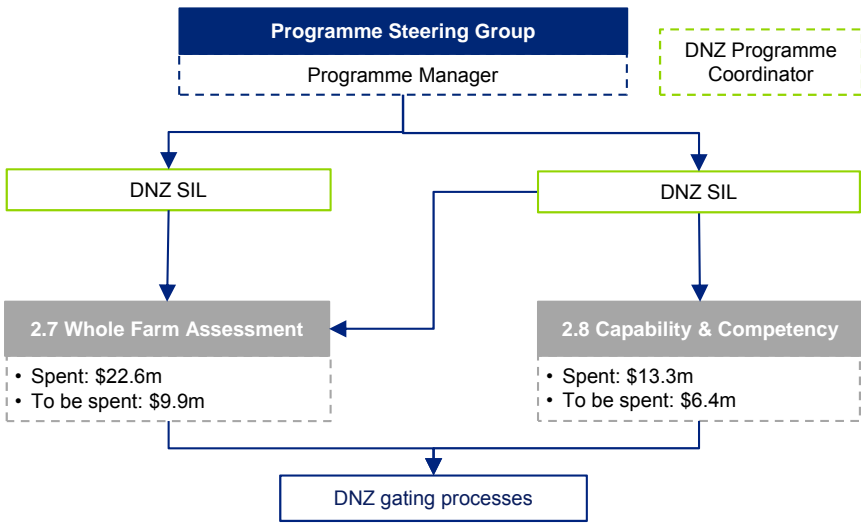 Programme Steering Group
Programme Manager
DNZ Programme
Coordinator
DNZ SIL
DNZ SIL
2.7 Whole Farm Assessment
• Spent: $22.6m
• To be spent: $9.9m
2.8 Capability & Competency
• Spent: $13.3m
• To be spent: $6.4m
DNZ gating processes